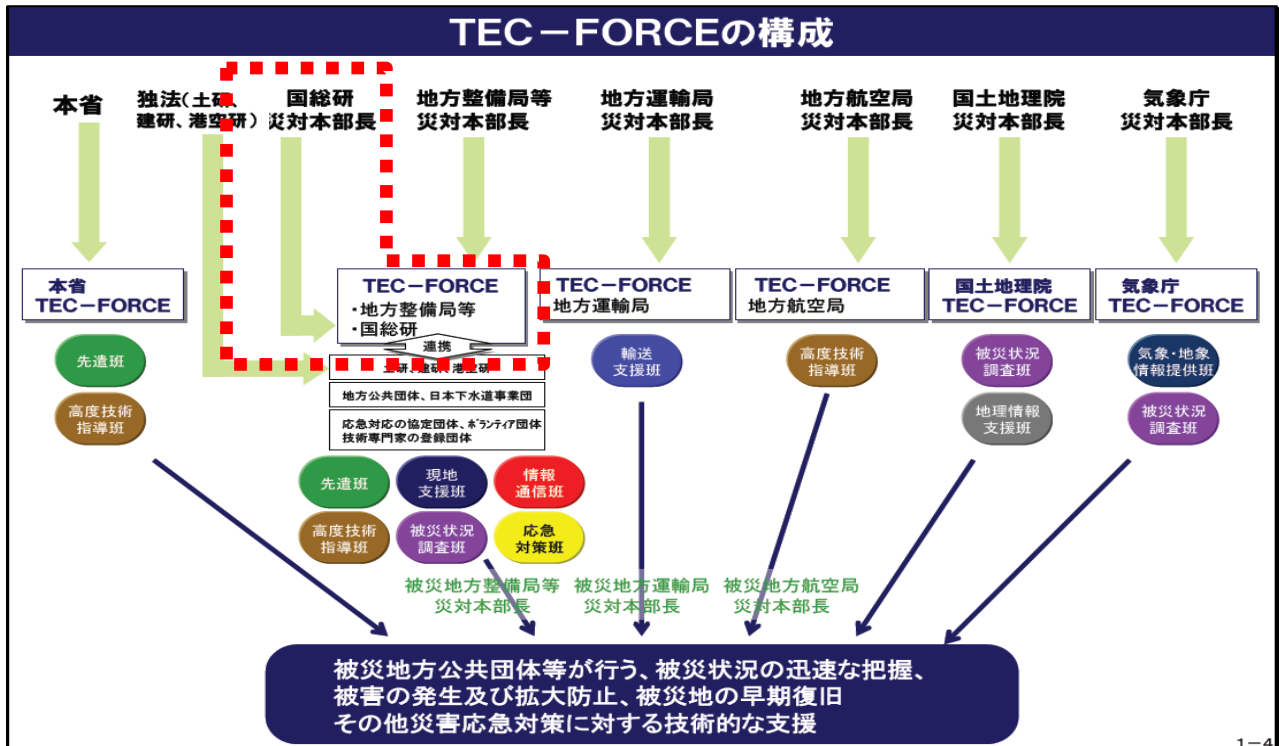 TEC−FORCEの構成
本省
独法(土研、
建研、港空研)
国総研
災対本部長
地方整備局等
災対本部長
地方運輸局
災対本部長
地方航空局
災対本部長
国土地理院
災対本部長
気象庁
災対本部長
本省
TEC−FORCE
TEC−FORCE
・地方整備局等
・国総研
連携
土研、建研、港空研
地方公共団体、日本下水道事業団
応急対応の協定団体、ボランティア団体
技術専門家の登録団体
TEC−FORCE
地方運輸局
TEC−FORCE
地方航空局
国土地理院
TEC−FORCE
気象庁
TEC−FORCE
先遣班
高度技術
指導班
先遣班
現地
支援班
情報
通信班
高度技術
指導班
被災状況
調査班
応急
対策班
輸送
支援班
高度技術
指導班
被災状況
調査班
地理情報
支援班
気象・地象
情報提供班
被災状況
調査班
被災地方整備局等
災対本部長
被災地方運輸局
災対本部長
被災地方航空局
災対本部長
被災地方公共団体等が行う、被災状況の迅速な把握、
被害の発生及び拡大防止、被災地の早期復旧
その他災害応急対策に対する技術的な支援
1−4